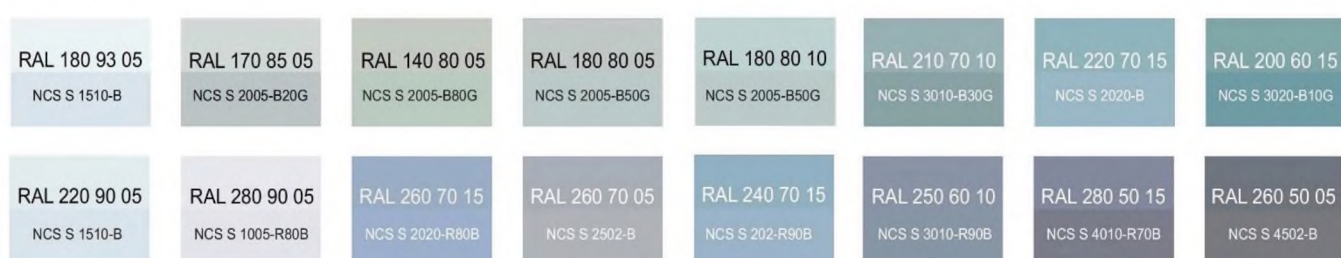 RAL 180 93 05
NCS S 1510-B
RAL 170 85 05
NCS S 2005-B20G
RAL 140 80 05
NCS S 2005-B80G
RAL 180 80 05
NCS S 2005-B50G
RAL 180 80 10
NCS S 2005-B50G
RAL 210 70 10
NCS S 3010-B30G
RAL 220 70 15
NCS S 2020-B
RAL 200 60 15
NCS S 3020-B10G
RAL 220 90 05
NCS S 1510-B
RAL 280 90 05
NCS S 1005-R80B
RAL 260 70 15
NCS S 2020-R80B
RAL 260 70 05
NCS S 2502-B
RAL 240 70 15
NCS S 202-R90B
RAL 250 60 10
NCS S 3010-R90B
RAL 280 50 15
NCS S 4010-R70B
RAL 260 50 05
NCS S 4502-B